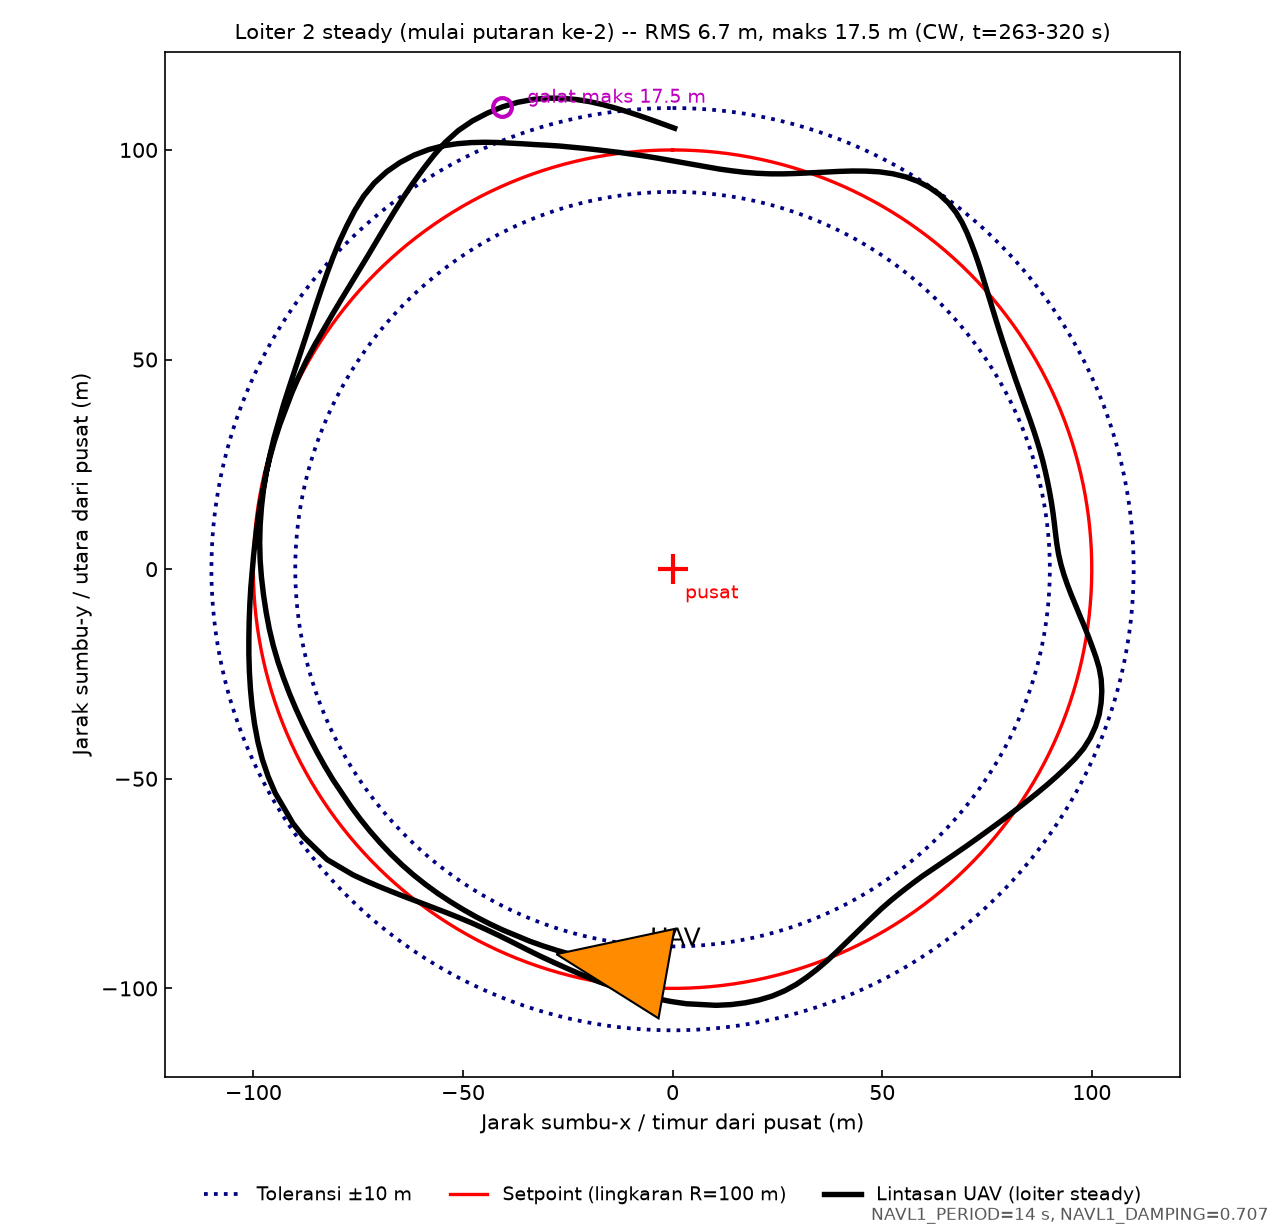 Loiter 2 steady (mulai putaran ke-2) -- RMS 6.7 m, maks 17.5 m (CW, t=263-320 s)
galat maks 17.5 m
100
50
0
−50
−100
Jarak sumbu-y / utara dari pusat (m)
pusat
UAV
−100
−50
0
50
100
Jarak sumbu-x / timur dari pusat (m)
Toleransi ±10 m
Setpoint (lingkaran R=100 m)
Lintasan UAV (loiter steady)
NAVL1_PERIOD=14 s, NAVL1_DAMPING=0.707